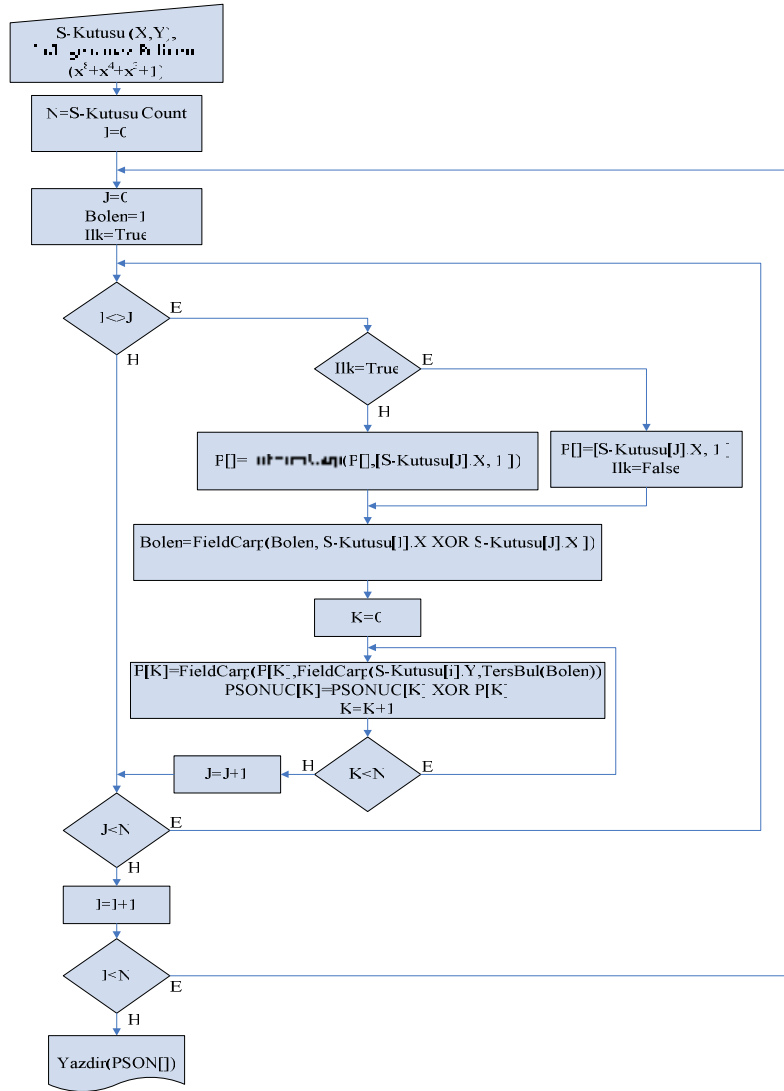 S-Kutusu (X,Y),
(x⁸+x⁴+x³+1)
N=S-Kutusu Count
I=0
J=0
Bolen=1
Ilk=True
I<>J
E
H
Ilk=True
E
H
P[]= (P[],[S-Kutusu[J].X, 1 ])
P[]=[S-Kutusu[J].X, 1 ]
Ilk=False
Bolen=FieldCarp(Bolen, S-Kutusu[I].X XOR S-Kutusu[J].X ])
K=0
P[K]=FieldCarp(P[K],FieldCarp(S-Kutusu[i].Y,TersBul(Bolen))
PSONUC[K]=PSONUC[K] XOR P[K]
K=K+1
K<N
H
E
J=J+1
J<N
E
H
I=I+1
I<N
E
H
Yazdir(PSON[])